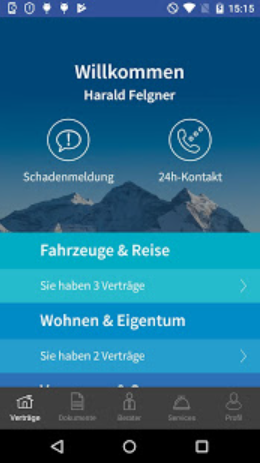 15:15
Willkommen
Harald Felgner
Schadenmeldung
24h-Kontakt
Fahrzeuge & Reise
Sie haben 3 Verträge
Wohnen & Eigentum
Sie haben 2 Verträge
Verträge
Dokumente
Berater
Services
Profil